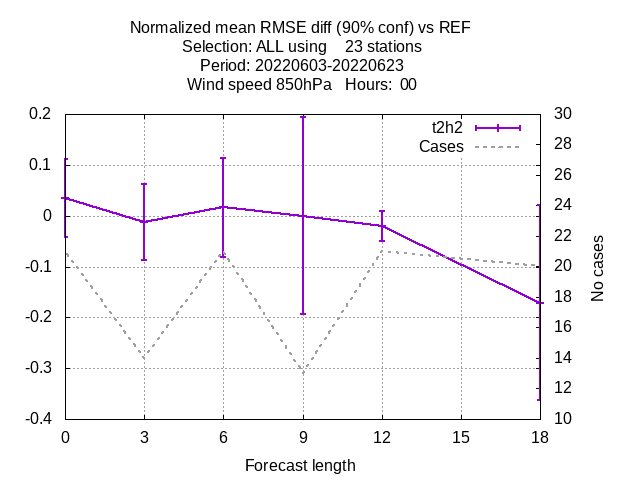 Normalized mean RMSE diff (90% conf) vs REF
Selection: ALL using    23 stations
Period: 20220603-20220623
Wind speed 850hPa   Hours:  00
0.2
0.1
0
-0.1
-0.2
-0.3
-0.4
t2h2
Cases
30
28
26
24
22
20
18
16
14
12
10
No cases
0 3 6 9 12 15 18
Forecast length